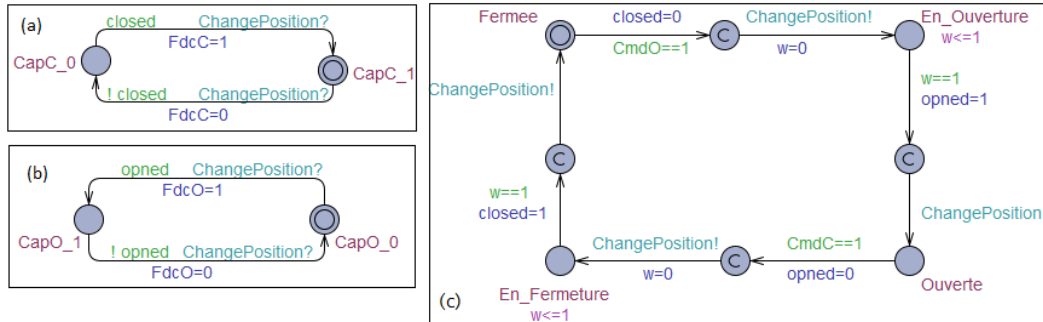 (a)
closed ChangePosition?
FdcC=1
CapC_0
CapC_1
! closed ChangePosition?
FdcC=0
(b)
opned ChangePosition?
FdcO=1
CapO_1
CapO_0
! opned ChangePosition?
FdcO=0
Fermee
closed=0
CmdO==1
C
ChangePosition!
w=0
En_Ouverture
w<=1
ChangePosition!
w==1
opned=1
C
C
w==1
closed=1
ChangePosition
ChangePosition!
w=0
C
CmdC==1
opned=0
En_Fermeture
w<=1
Ouverte
(c)